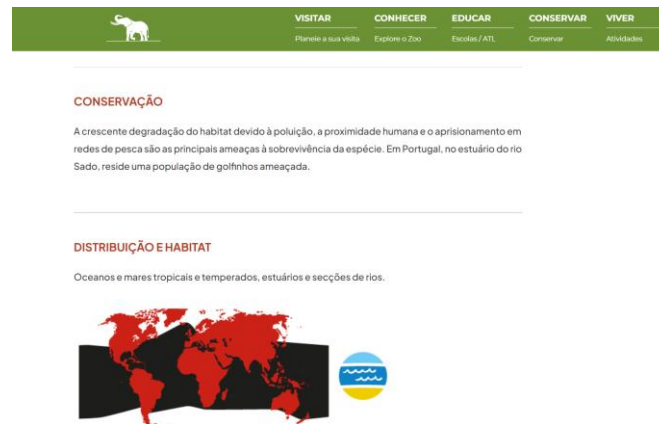 VISITAR CONHECER EDUCAR CONSERVAR VIVER
Planeie a sua visita Explore o Zoo Escolas / ATL Conservar Atividades
CONSERVAÇÃO
A crescente degradação do habitat devido à poluição, a proximidade humana e o aprisionamento em
redes de pesca são as principais ameaças à sobrevivência da espécie. Em Portugal, no estuário do rio
Sado, reside uma população de golfinhos ameaçada.
DISTRIBUIÇÃO E HABITAT
Oceanos e mares tropicais e temperados, estuários e secções de rios.